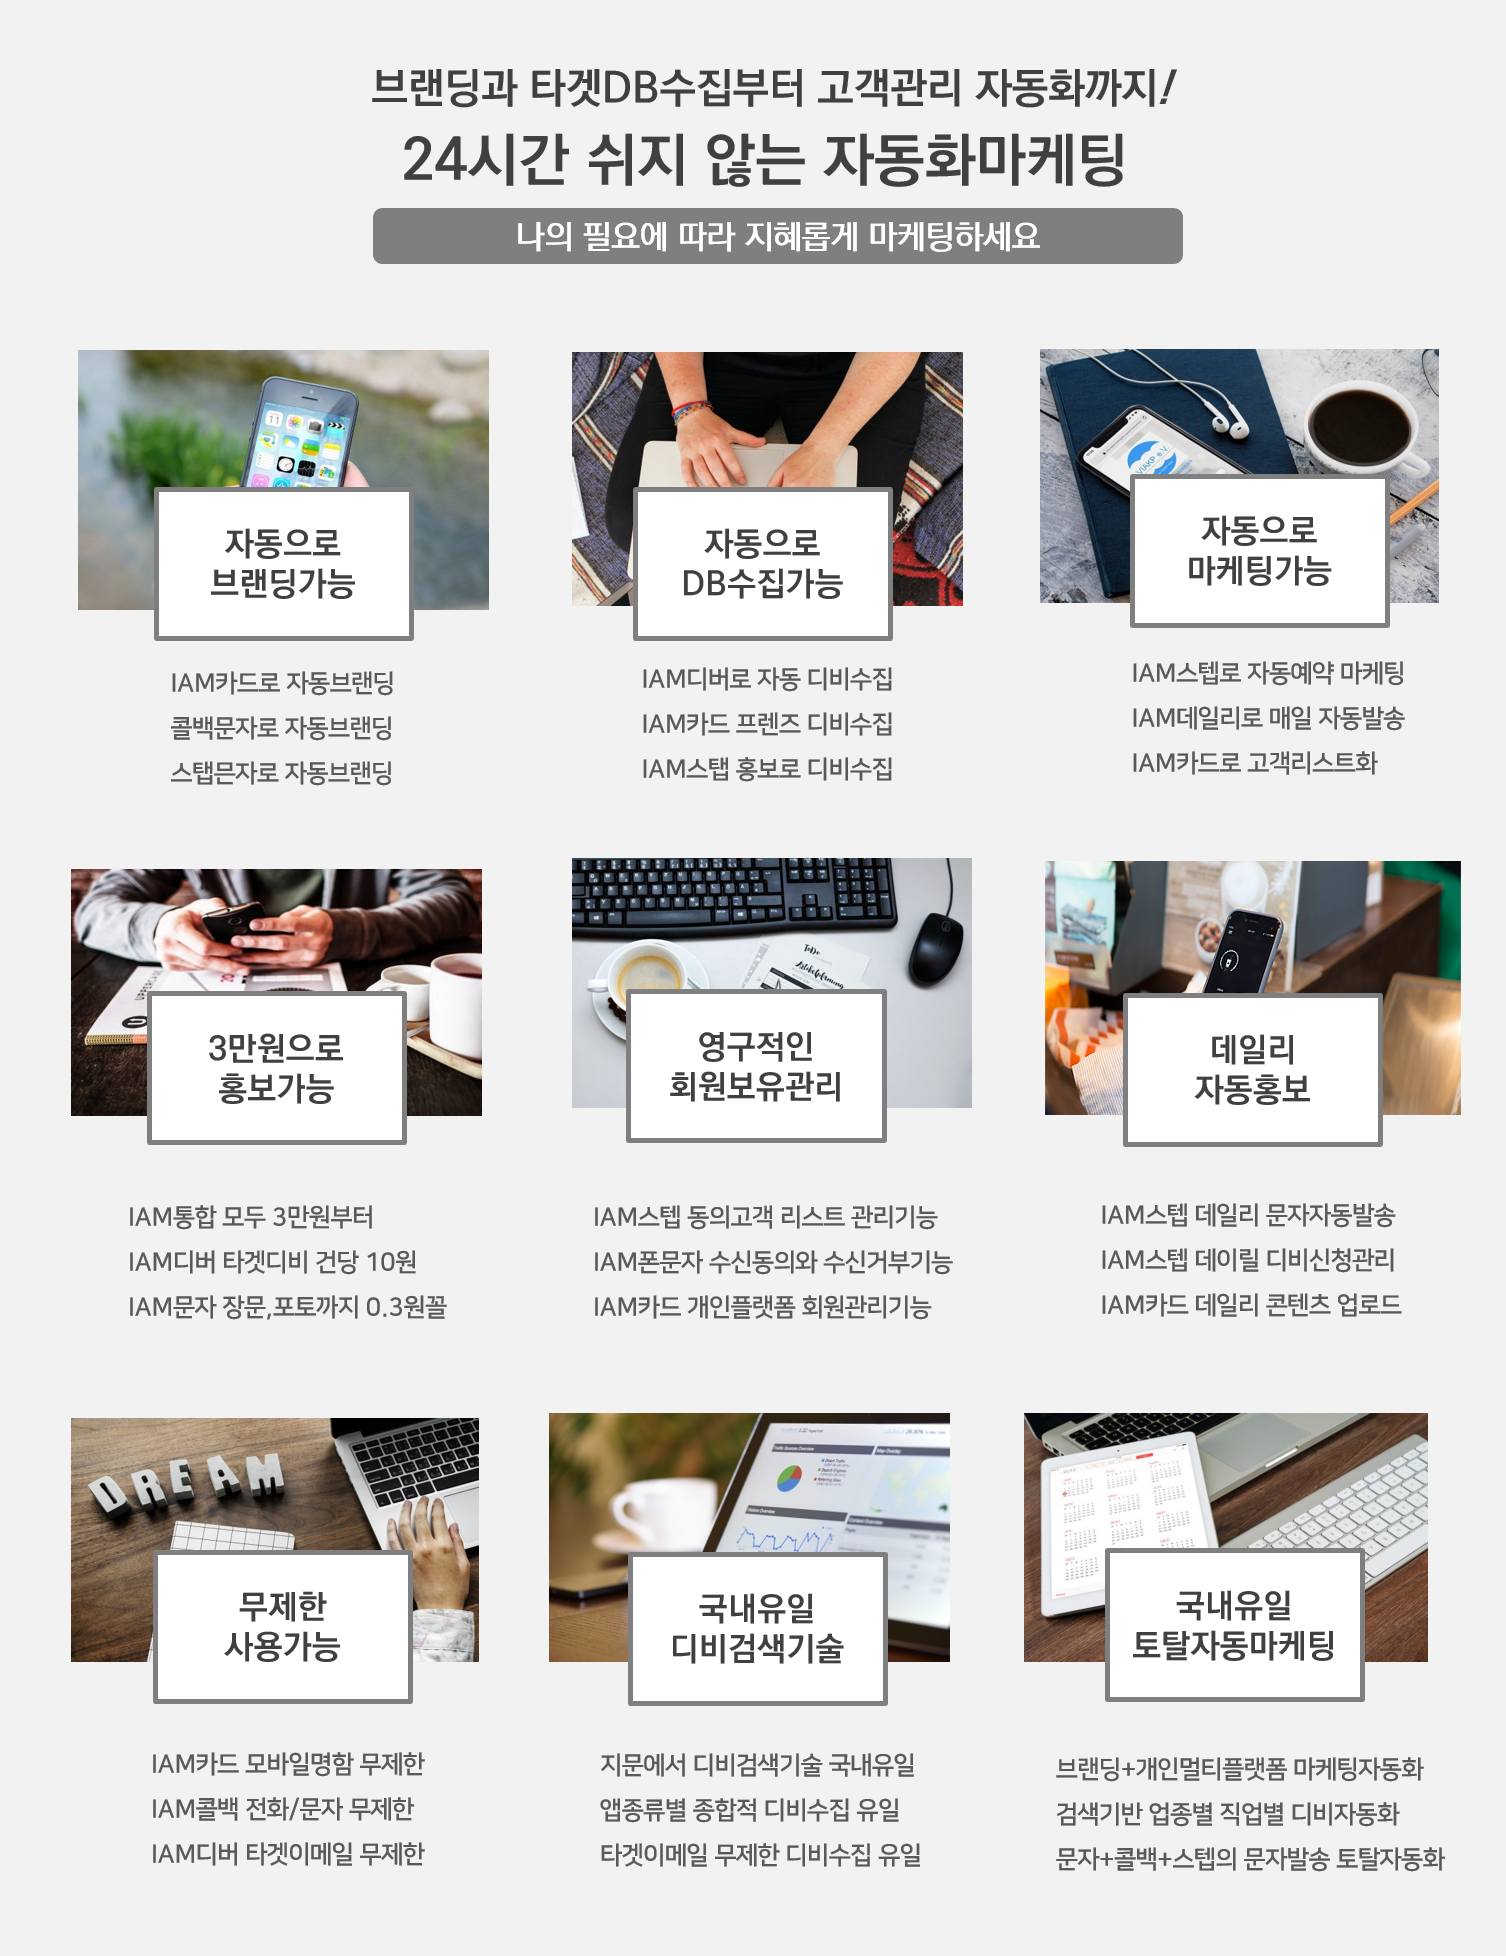 브랜딩과 타겟DB수집부터 고객관리 자동화까지!
24시간 쉬지 않는 자동화마케팅
나의 필요에 따라 지혜롭게 마케팅하세요
자동으로
브랜딩가능
IAM카드로 자동브랜딩
콜백문자로 자동브랜딩
스탭믄자로 자동브랜딩
자동으로
DB수집가능
IAM디버로 자동 디비수집
IAM카드 프렌즈 디비수집
IAM스탭 홍보로 디비수집
VIAKP e.V.
자동으로
마케팅가능
IAM스텝로 자동예약 마케팅
IAM데일리로 매일 자동발송
IAM카드로 고객리스트화
3만원으로
홍보가능
IAM통합 모두 3만원부터
IAM디버 타겟디비 건당 10원
IAM문자 장문,포토까지 0.3원꼴
ToDo
영구적인
회원보유관리
IAM스텝 동의고객 리스트 관리기능
IAM폰문자 수신동의와 수신거부기능
IAM카드 개인플랫폼 회원관리기능
데일리
자동홍보
IAM스텝 데일리 문자자동발송
IAM스텝 데이릴 디비신청관리
IAM카드 데일리 콘텐츠 업로드
DREAM
무제한
사용가능
IAM카드 모바일명함 무제한
IAM콜백 전화/문자 무제한
IAM디버 타겟이메일 무제한
국내유일
디비검색기술
지문에서 디비검색기술 국내유일
앱종류별 종합적 디비수집 유일
타겟이메일 무제한 디비수집 유일
국내유일
토탈자동마케팅
브랜딩+개인멀티플랫폼 마케팅자동화
검색기반 업종별 직업별 디비자동화
문자+콜백+스텝의 문자발송 토탈자동화